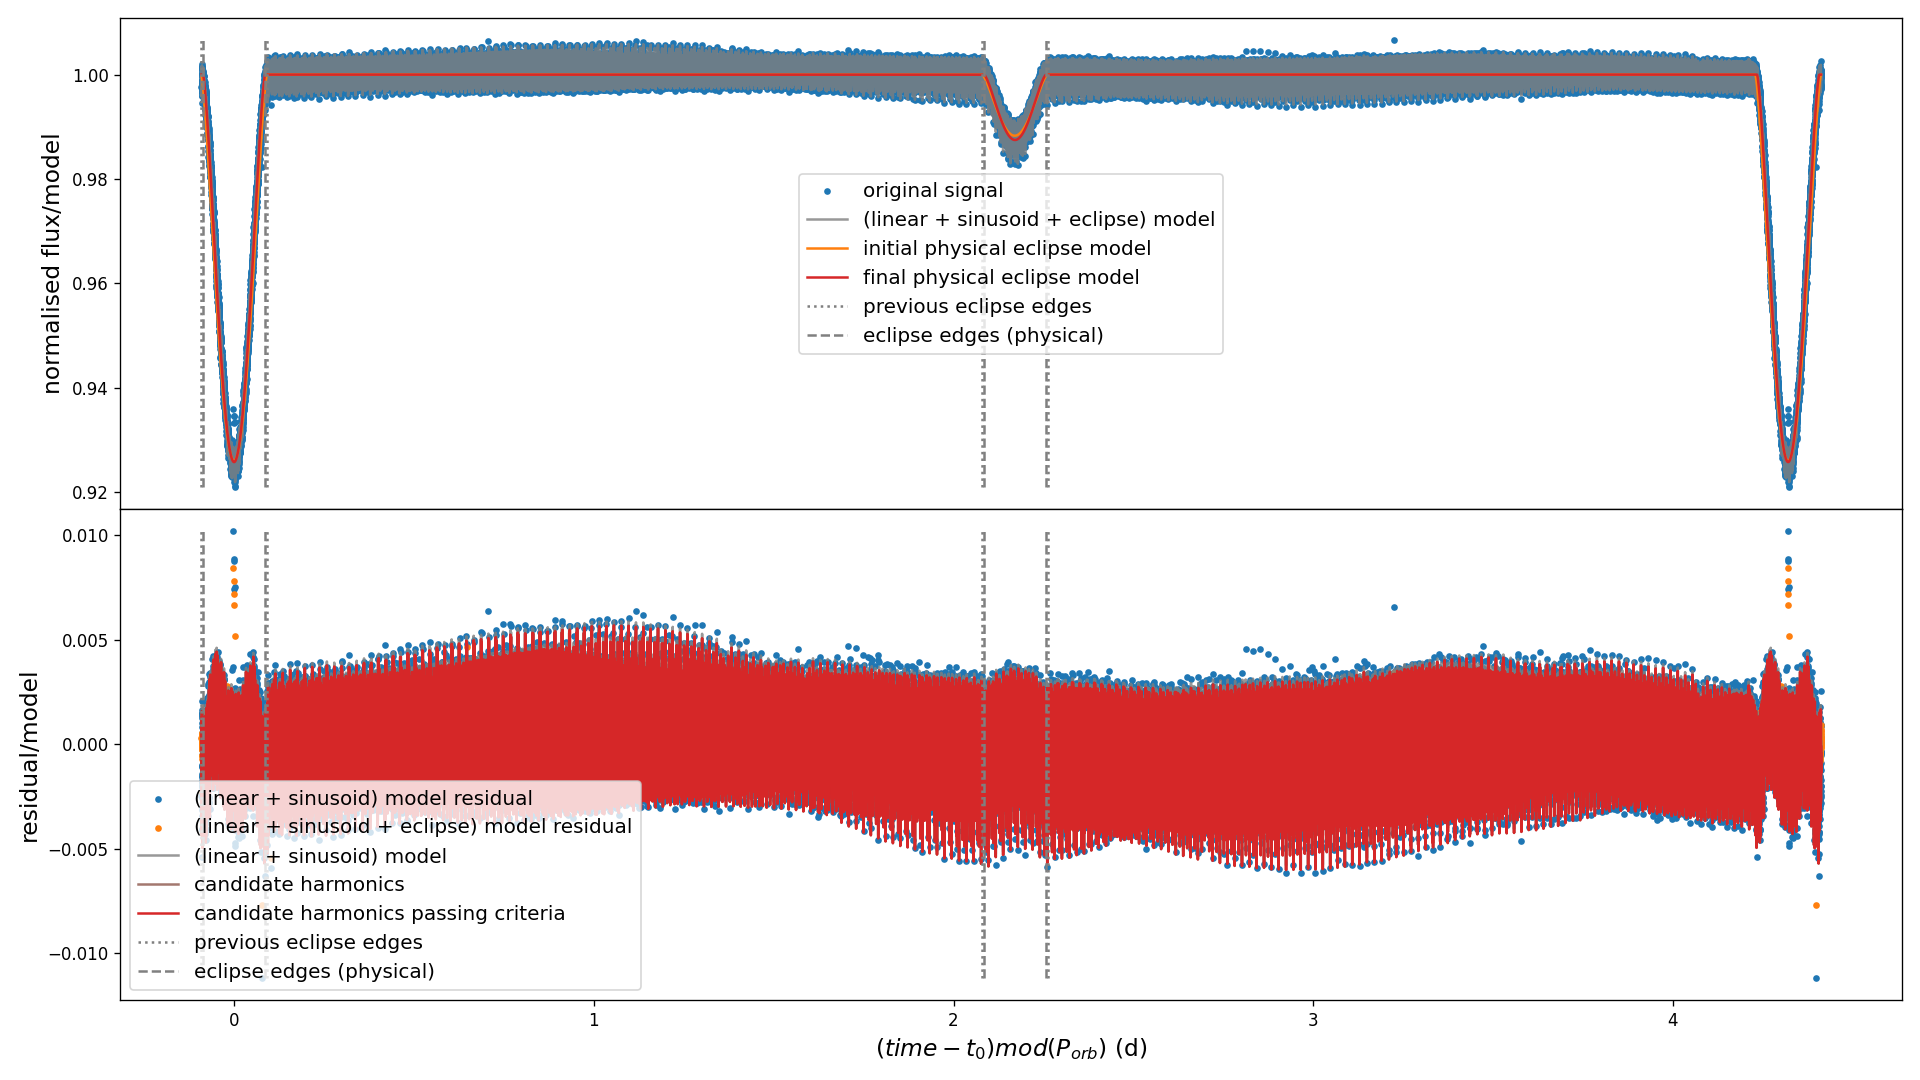 1.00
0.98
0.96
0.94
0.92
normalised flux/model
original signal
(linear + sinusoid + eclipse) model
initial physical eclipse model
final physical eclipse model
previous eclipse edges
eclipse edges (physical)
0.010
0.005
0.000
−0.005
−0.010
residual/model
(linear + sinusoid) model residual
(linear + sinusoid + eclipse) model residual
(linear + sinusoid) model
candidate harmonics
candidate harmonics passing criteria
previous eclipse edges
eclipse edges (physical)
0 1 2 3 4
(time − t₀)mod(Pₒᵣb) (d)